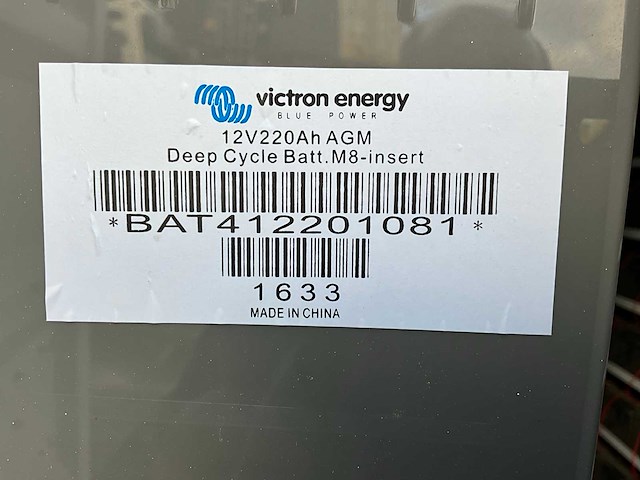 victron energy
BLUE POWER
12V220Ah AGM
Deep Cycle Batt.M8-insert
*BAT412201081*
1633
MADE IN CHINA